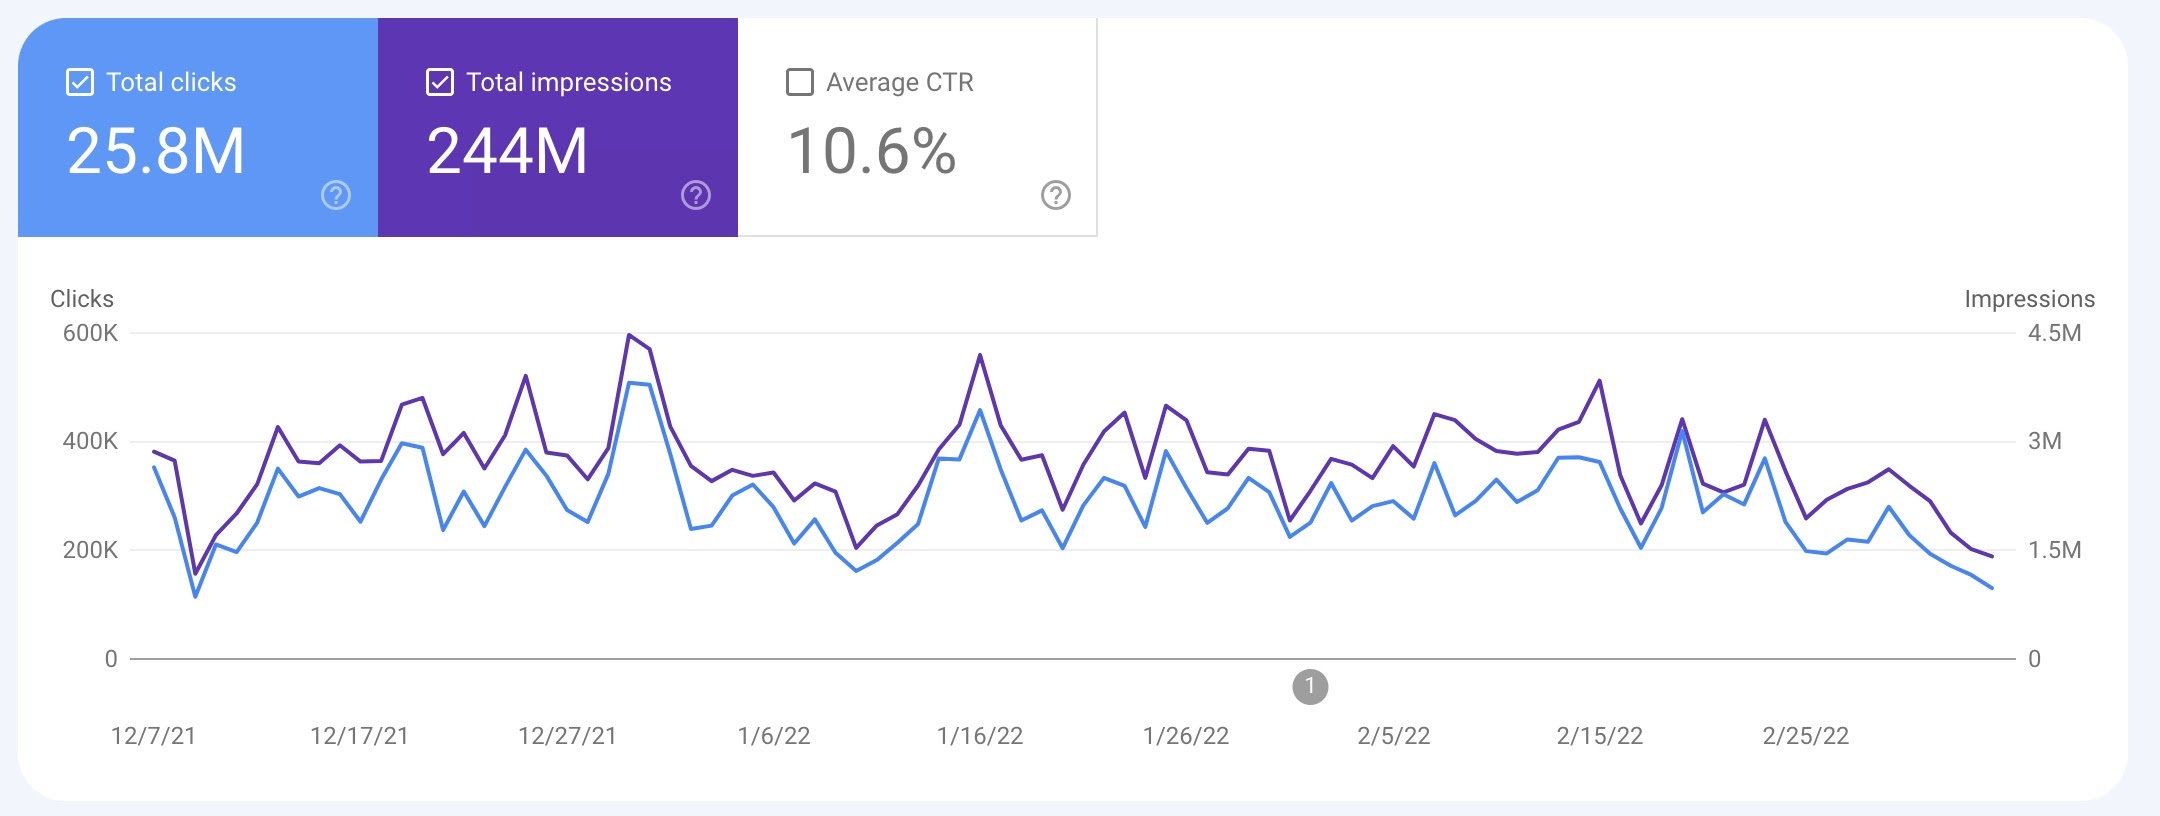 Total clicks
25.8M
Total impressions
244M
Average CTR
10.6%
Clicks
Impressions
600K
4.5M
400K
3M
200K
1.5M
0
0
1
12/7/21
12/17/21
12/27/21
1/6/22
1/16/22
1/26/22
2/5/22
2/15/22
2/25/22